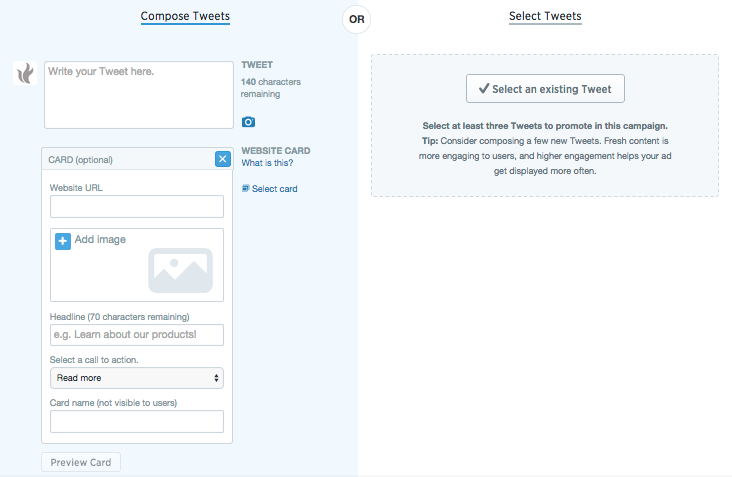 Compose Tweets
OR
Select Tweets
Write your Tweet here.
TWEET
140 characters
remaining
CARD (optional)
WEBSITE CARD
What is this?
Select card
Website URL
Add image
Headline (70 characters remaining)
e.g. Learn about our products!
Select a call to action.
Read more
Card name (not visible to users)
Preview Card
Select an existing Tweet
Select at least three Tweets to promote in this campaign.
Tip: Consider composing a few new Tweets. Fresh content is
more engaging to users, and higher engagement helps your ad
get displayed more often.